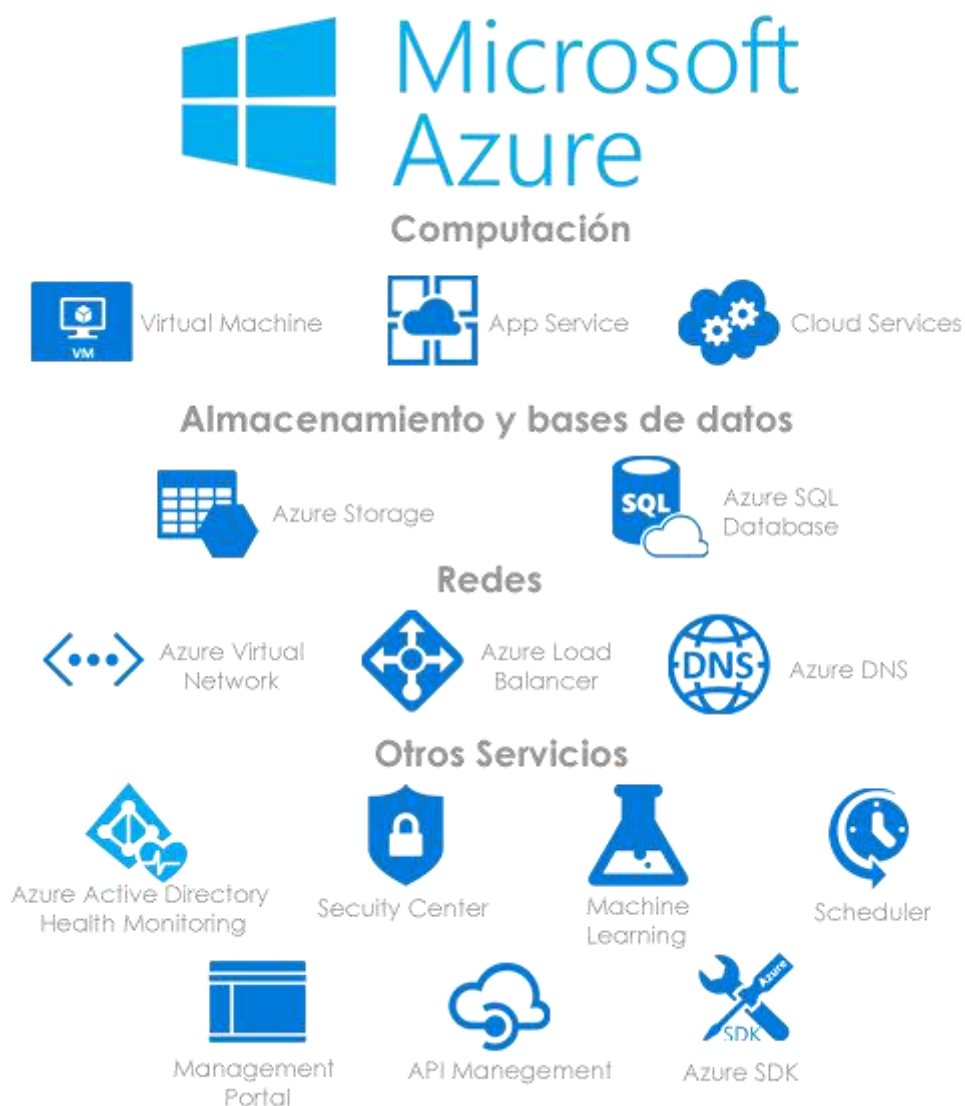 Microsoft
Azure
Computación
VM
Virtual Machine
App Service
Cloud Services
Almacenamiento y bases de datos
Azure Storage
SQL
Azure SQL
Database
Redes
Azure Virtual
Network
Azure Load
Balancer
DNS
Azure DNS
Otros Servicios
Azure Active Directory
Health Monitoring
Secuity Center
Machine
Learning
Scheduler
Management
Portal
API Manegement
Azure
SDK
Azure SDK